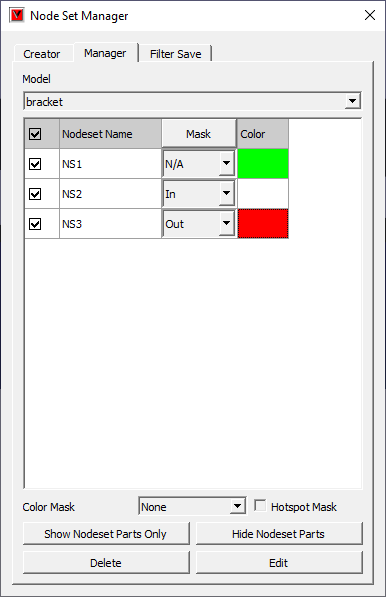 Node Set Manager
Creator Manager Filter Save
Model
bracket
Nodeset Name Mask Color
NS1 N/A
NS2 In
NS3 Out
Color Mask None Hotspot Mask
Show Nodeset Parts Only Hide Nodeset Parts
Delete Edit